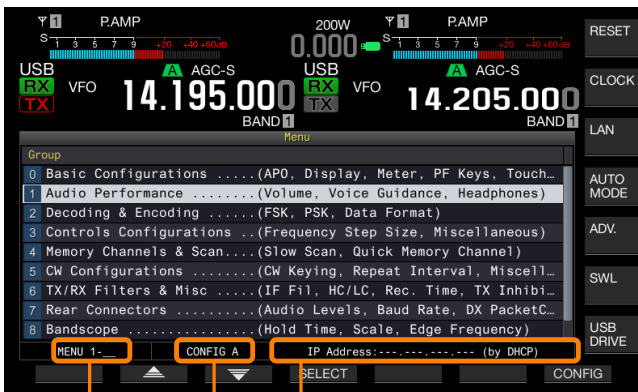 1 P.AMP 200W 1 P.AMP RESET
S 1 3 5 7 9 +20 +40 +60dB 0.000 S 1 3 5 7 9 +20 +40 +60dB
USB A AGC-S USB A AGC-S
RX VFO 14.195.000 RX VFO 14.205.000 CLOCK
TX TX
BAND 1 BAND 1
LAN
Menu
Group
0 Basic Configurations .....(APO, Display, Meter, PF Keys, Touch…
AUTO MODE
1 Audio Performance ........(Volume, Voice Guidance, Headphones)
2 Decoding & Encoding ......(FSK, PSK, Data Format)
3 Controls Configurations ..(Frequency Step Size, Miscellaneous)
ADV.
4 Memory Channels & Scan....(Slow Scan, Quick Memory Channel)
5 CW Configurations ........(CW Keying, Repeat Interval, Miscell…
SWL
6 TX/RX Filters & Misc .....(IF Fil, HC/LC, Rec. Time, TX Inhibi…
7 Rear Connectors ..........(Audio Levels, Baud Rate, DX PacketC…
8 Bandscope ................(Hold Time, Scale, Edge Frequency)
USB DRIVE
MENU 1-__ CONFIG A IP Address:---.---.---.--- (by DHCP)
SELECT CONFIG